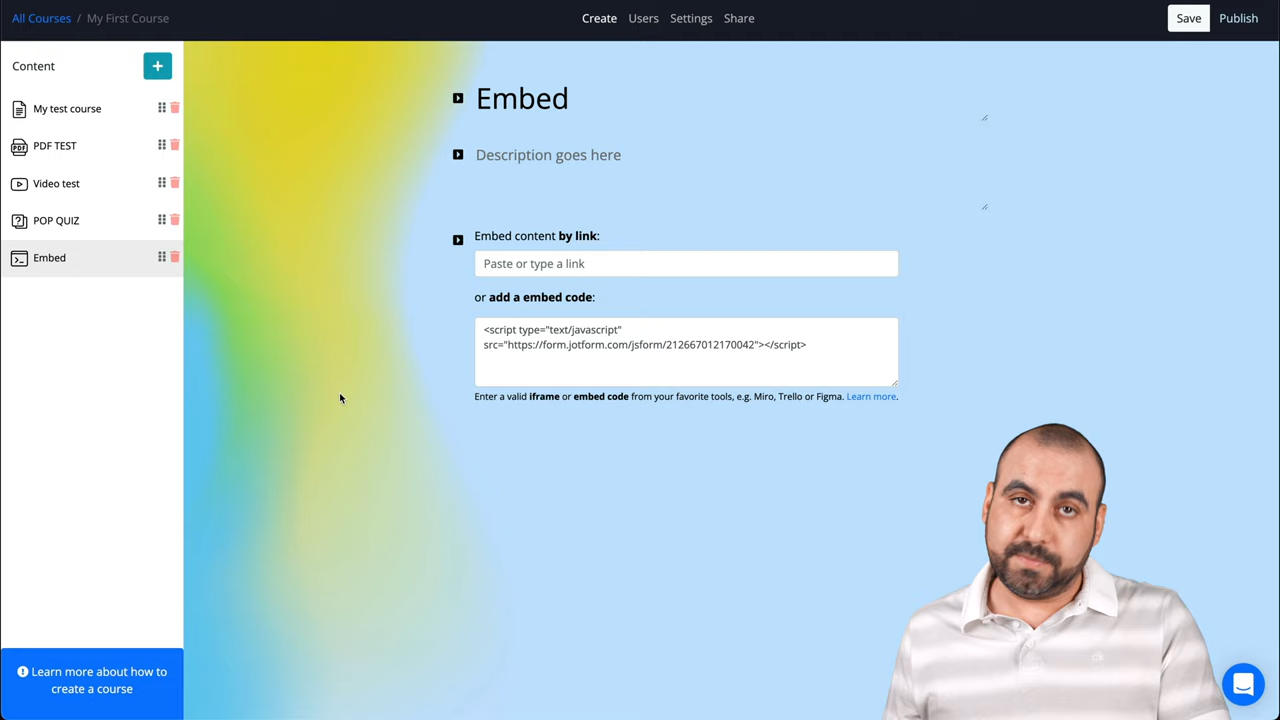 All Courses / My First Course
Create Users Settings Share
Save Publish
Content
My test course
PDF TEST
Video test
POP QUIZ
Embed
Learn more about how to
create a course
Embed
Description goes here
Embed content by link:
Paste or type a link
or add a embed code:
<script type="text/javascript"
src="https://form.jotform.com/jsform/212667012170042"></script>
Enter a valid iframe or embed code from your favorite tools, e.g. Miro, Trello or Figma. Learn more.